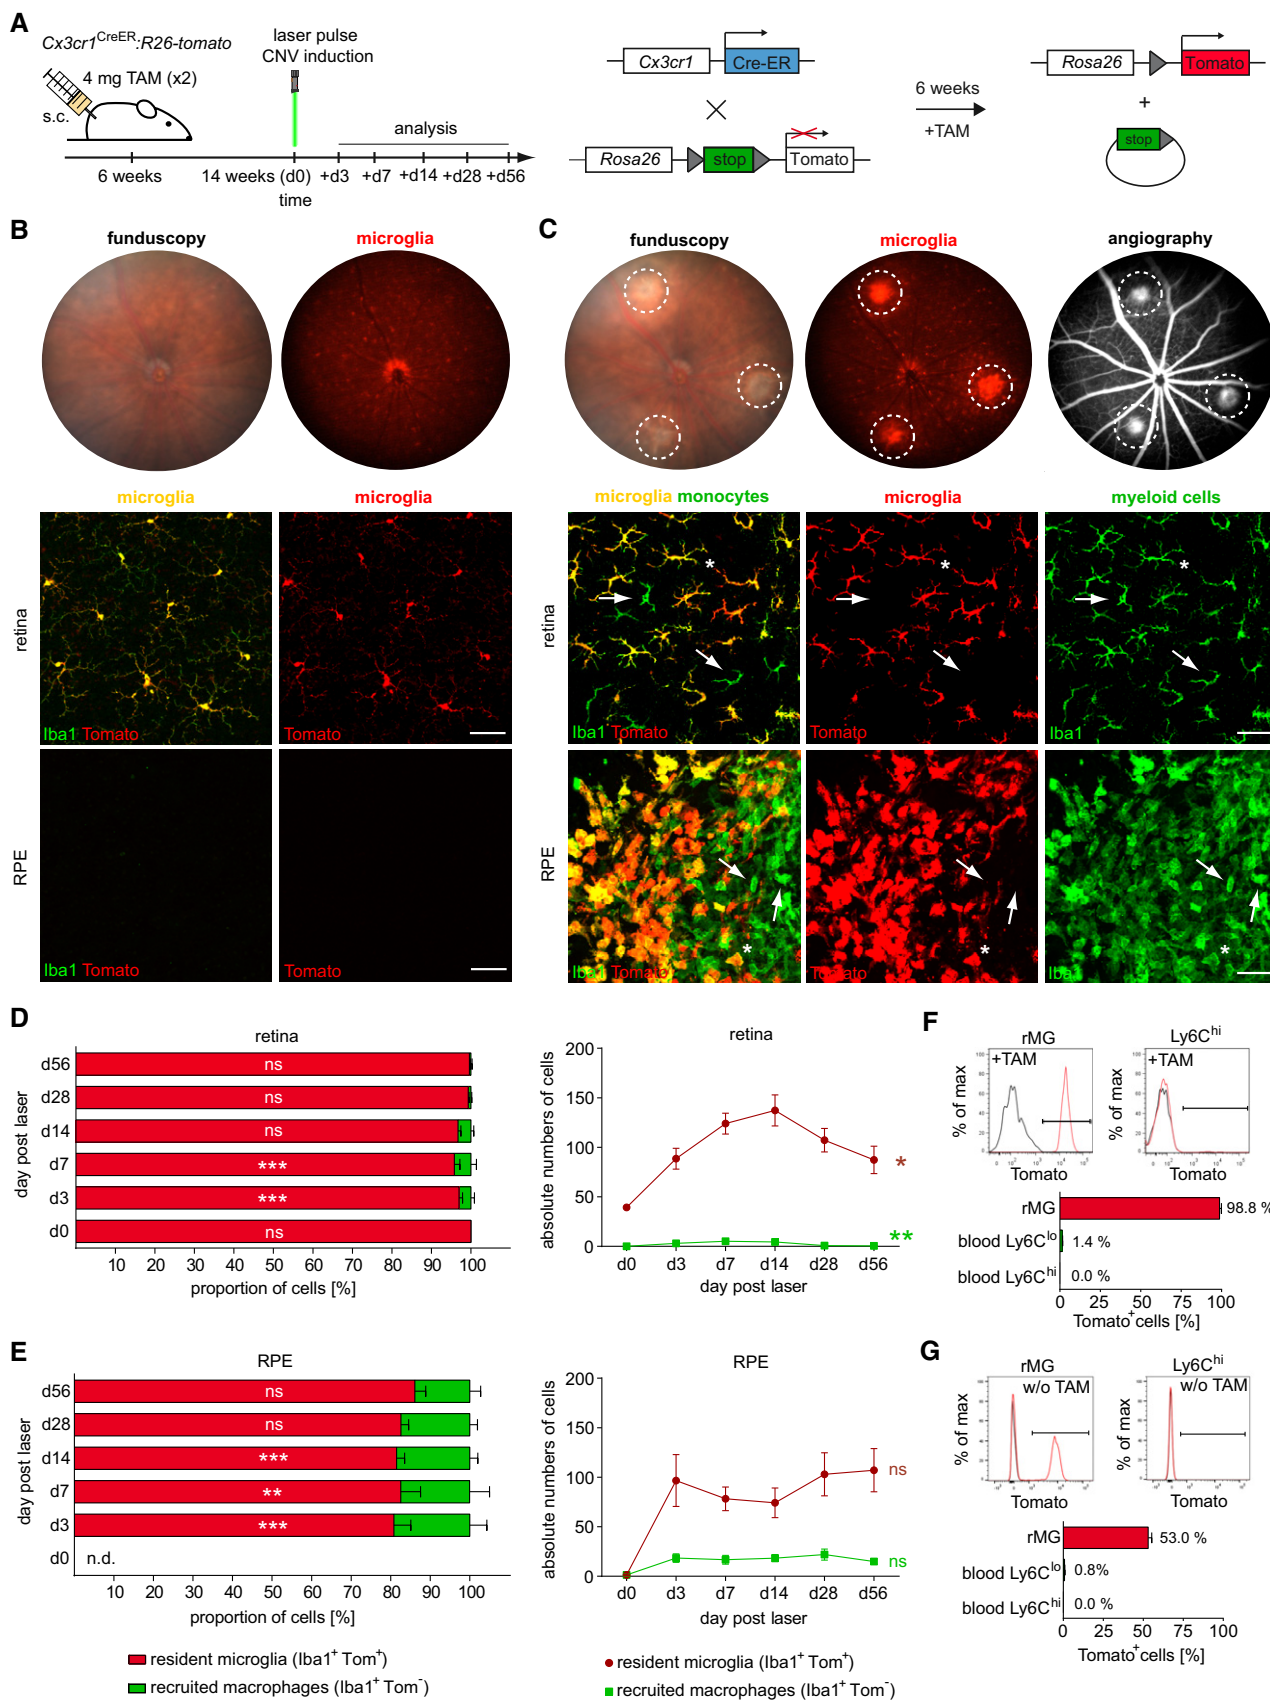 A
Cx3cr1CreER:R26-tomato
4 mg TAM (x2)
s.c.
laser pulse
CNV induction
analysis
6 weeks
14 weeks (d0)
+d3
+d7
+d14
+d28
+d56
time
Cx3cr1
Cre-ER
Rosa26
stop
Tomato
6 weeks
+TAM
Rosa26
Tomato
+
stop
B
funduscopy
microglia
microglia
microglia
retina
Iba1 Tomato
Tomato
RPE
Iba1 Tomato
Tomato
C
funduscopy
microglia
angiography
microglia monocytes
microglia
myeloid cells
retina
*
*
*
Iba1 Tomato
Tomato
Iba1
RPE
*
*
*
Iba1 Tomato
Tomato
Iba1
D
retina
day post laser
d56
ns
d28
ns
d14
ns
d7
***
d3
***
d0
ns
10 20 30 40 50 60 70 80 90 100
proportion of cells [%]
retina
absolute numbers of cells
200
150
100
50
0
*
**
d0 d3 d7 d14 d28 d56
day post laser
E
RPE
day post laser
d56
ns
d28
ns
d14
***
d7
**
d3
***
d0
n.d.
10 20 30 40 50 60 70 80 90 100
proportion of cells [%]
resident microglia (Iba1+ Tom+)
recruited macrophages (Iba1+ Tom-)
RPE
absolute numbers of cells
200
150
100
50
0
ns
ns
d0 d3 d7 d14 d28 d56
day post laser
resident microglia (Iba1+ Tom+)
recruited macrophages (Iba1+ Tom-)
F
rMG
Ly6Chi
+TAM
+TAM
% of max
% of max
Tomato
Tomato
rMG
98.8 %
blood Ly6Clo
1.4 %
blood Ly6Chi
0.0 %
0 25 50 75 100
Tomato+cells [%]
G
rMG
Ly6Chi
w/o TAM
w/o TAM
% of max
% of max
Tomato
Tomato
rMG
53.0 %
blood Ly6Clo
0.8%
blood Ly6Chi
0.0 %
0 25 50 75 100
Tomato+cells [%]